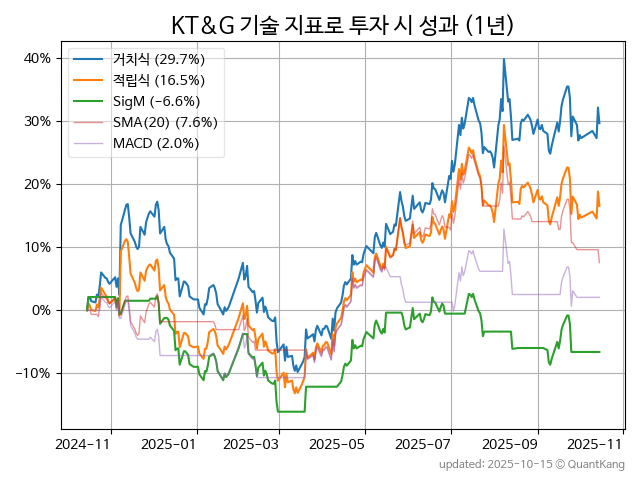 KT&G 기술 지표로 투자 시 성과 (1년)
거치식 (29.7%)
적립식 (16.5%)
SigM (−6.6%)
SMA(20) (7.6%)
MACD (2.0%)
40%
30%
20%
10%
0%
−10%
2024-11 2025-01 2025-03 2025-05 2025-07 2025-09 2025-11
updated: 2025-10-15 © QuantKang